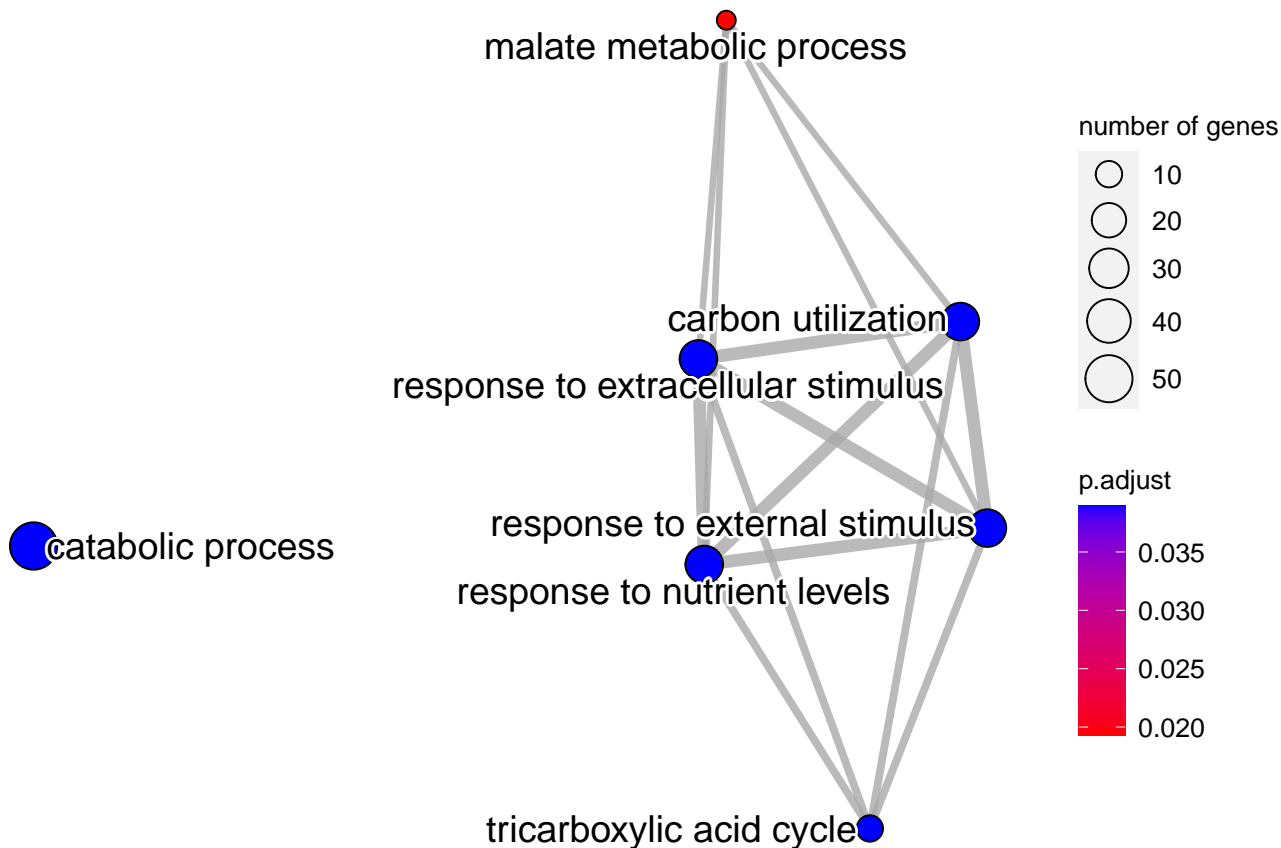 malate metabolic process
carbon utilization
response to extracellular stimulus
response to external stimulus
catabolic process
response to nutrient levels
tricarboxylic acid cycle
number of genes
10
20
30
40
50
p.adjust
0.035
0.030
0.025
0.020